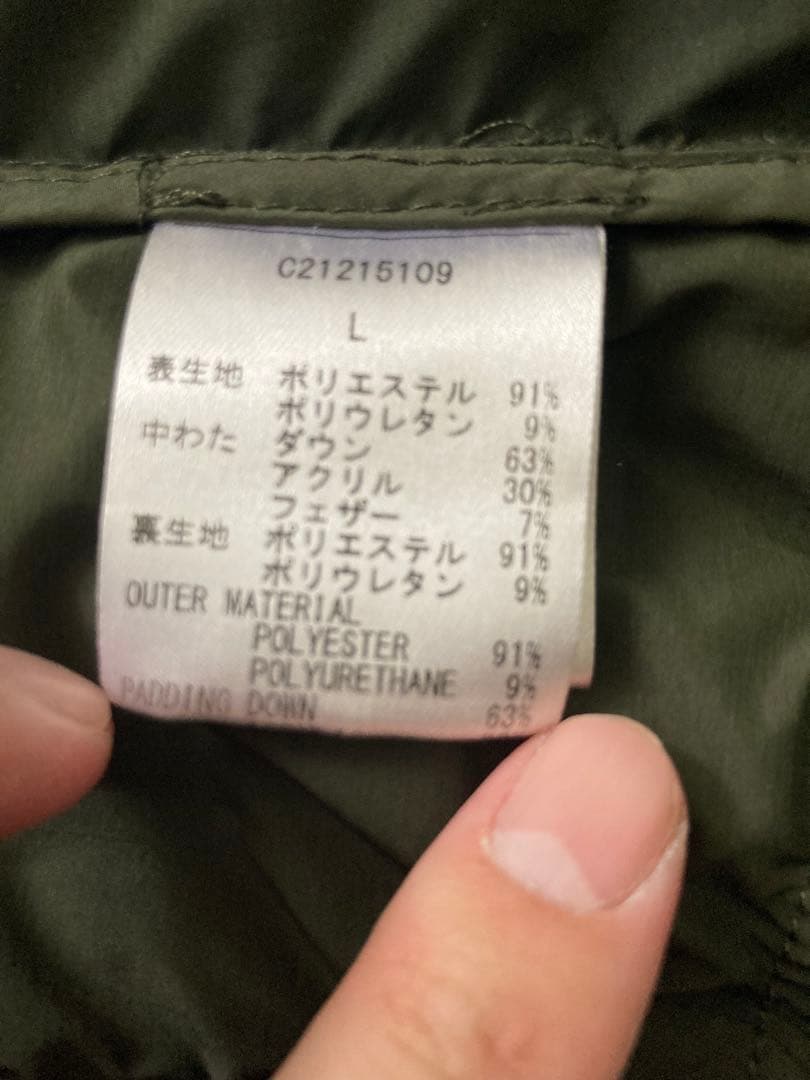 C21215109
L
表生地 ポリエステル 91%
ポリウレタン 9%
中わた ダウン 63%
アクリル 30%
フェザー 7%
裏生地 ポリエステル 91%
ポリウレタン 9%
OUTER MATERIAL
POLYESTER 91%
POLYURETHANE 9%
PADDING DOWN 63%